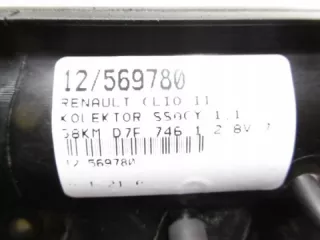 12/569780
RENAULT CLIO II
KOLEKTOR SSĄCY 1.1
58KM D7F 746 1.2 8V
12/569780